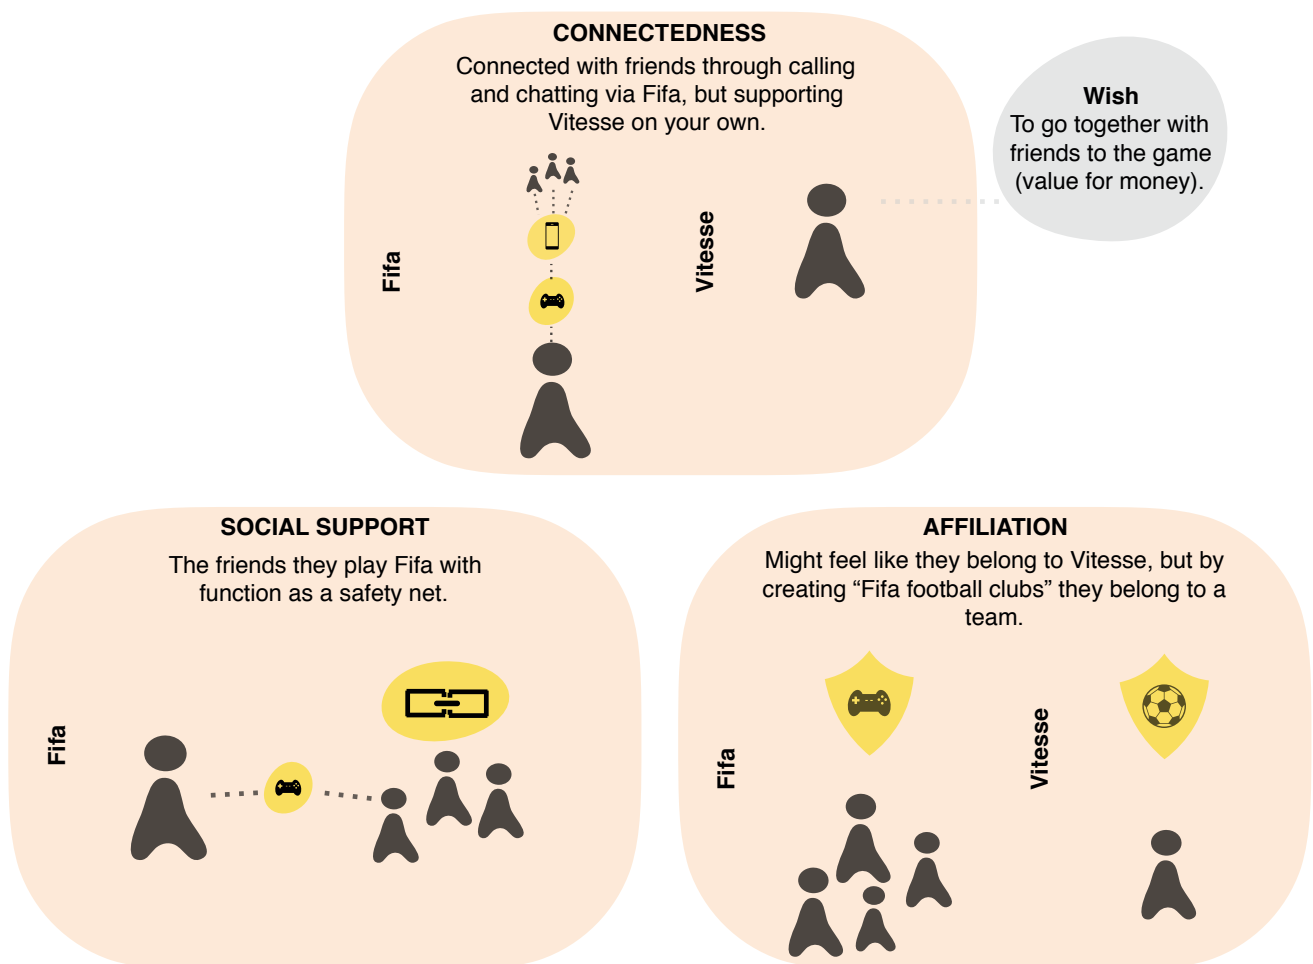 CONNECTEDNESS
Connected with friends through calling
and chatting via Fifa, but supporting
Vitesse on your own.
Wish
To go together with
friends to the game
(value for money).
Fifa
Vitesse
SOCIAL SUPPORT
The friends they play Fifa with
function as a safety net.
Fifa
AFFILIATION
Might feel like they belong to Vitesse, but by
creating “Fifa football clubs” they belong to a
team.
Fifa
Vitesse